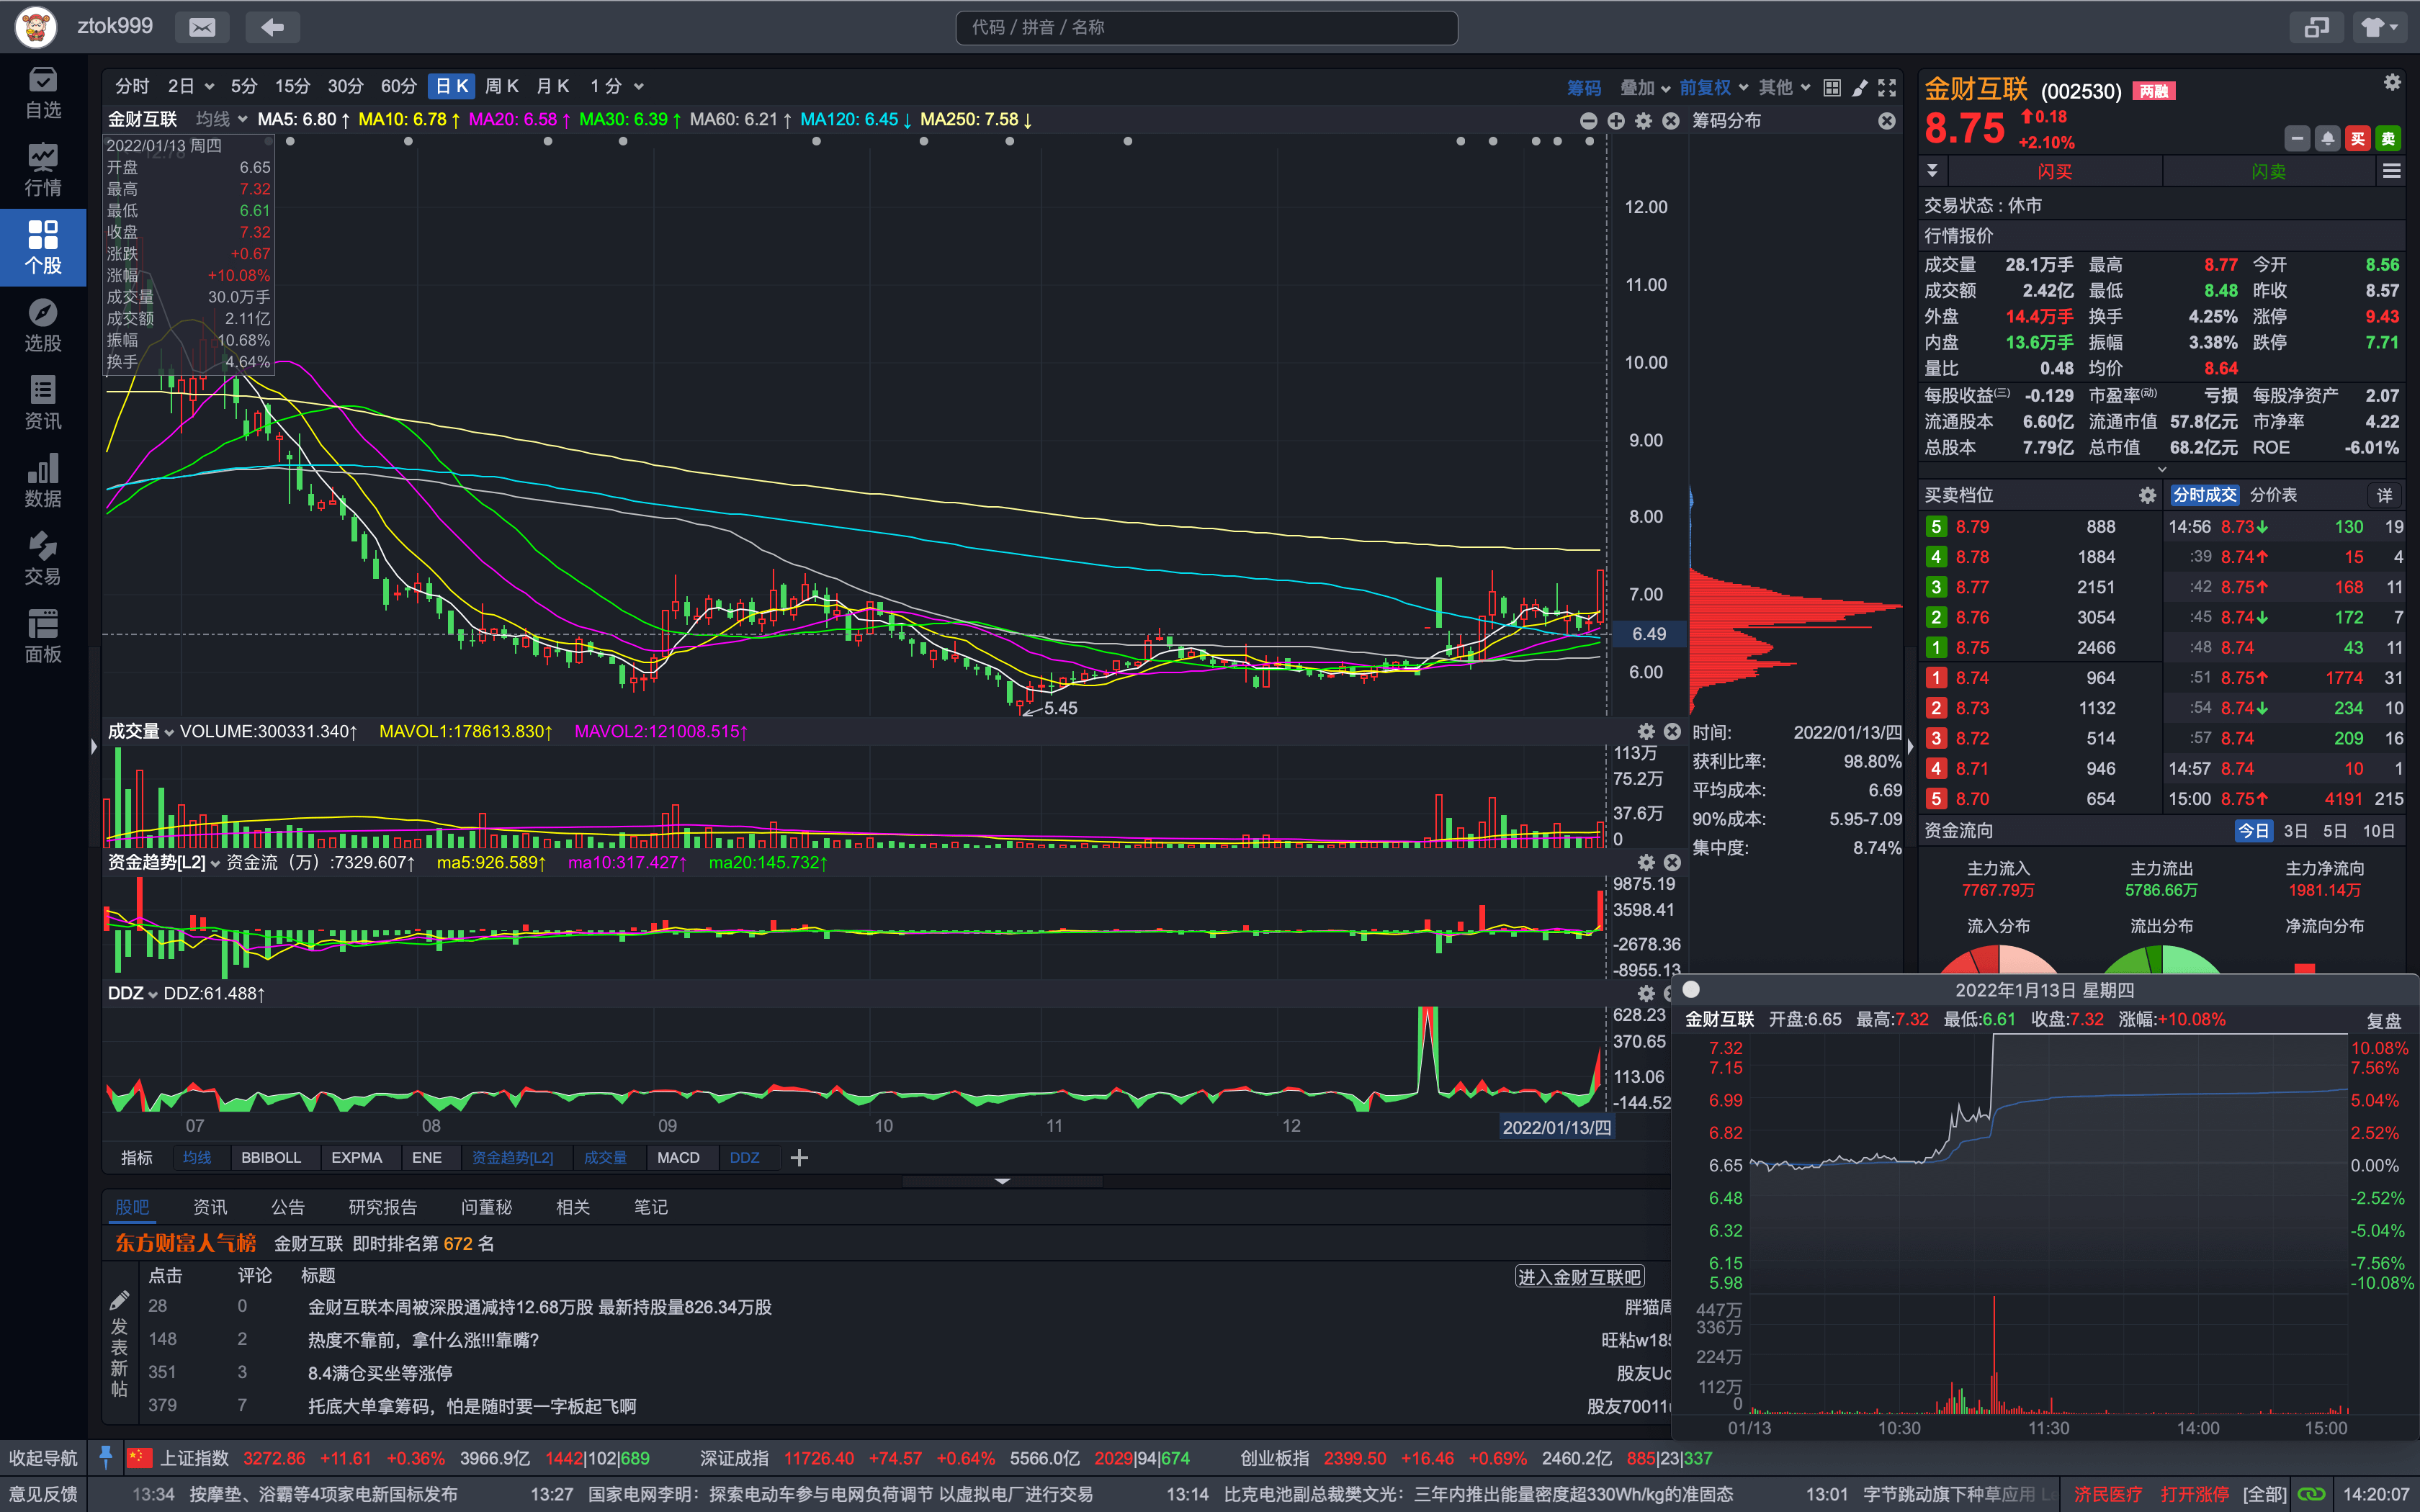 ztok999
代码 / 拼音 / 名称
自选
行情
个股
选股
资讯
数据
交易
面板
分时 2日 5分 15分 30分 60分 日K 周K 月K 1分 筹码 叠加 前复权 其他
金财互联 均线 MA5: 6.80↑ MA10: 6.78↑ MA20: 6.58↑ MA30: 6.39↑ MA60: 6.21↑ MA120: 6.45↓ MA250: 7.58↓
2022/01/13 周四
开盘 6.65
最高 7.32
最低 6.61
收盘 7.32
涨跌 +0.67
涨幅 +10.08%
成交量 30.0万手
成交额 2.11亿
振幅 10.68%
换手 4.64%
12.00
11.00
10.00
9.00
8.00
7.00
6.49
6.00
5.45
筹码分布
时间: 2022/01/13/四
获利比率: 98.80%
平均成本: 6.69
90%成本: 5.95-7.09
集中度: 8.74%
成交量 VOLUME:300331.340↑ MAVOL1:178613.830↑ MAVOL2:121008.515↑
113万
75.2万
37.6万
0
资金趋势[L2] 资金流（万）:7329.607↑ ma5:926.589↑ ma10:317.427↑ ma20:145.732↑
9875.19
3598.41
-2678.36
-8955.13
DDZ DDZ:61.488↑
628.23
370.65
113.06
-144.52
07 08 09 10 11 12 2022/01/13/四
指标 均线 BBIBOLL EXPMA ENE 资金趋势[L2] 成交量 MACD DDZ
股吧 资讯 公告 研究报告 问董秘 相关 笔记
东方财富人气榜 金财互联 即时排名第 672 名
点击 评论 标题 进入金财互联吧
28 0 金财互联本周被深股通减持12.68万股 最新持股量826.34万股 胖猫周
148 2 热度不靠前，拿什么涨!!!靠嘴? 旺粘w185
351 3 8.4满仓买坐等涨停 股友Uc
379 7 托底大单拿筹码，怕是随时要一字板起飞啊 股友70011
发表新帖
金财互联 (002530) 两融
8.75 0.18
+2.10%
买 卖
闪买 闪卖
交易状态 : 休市
行情报价
成交量 28.1万手 最高 8.77 今开 8.56
成交额 2.42亿 最低 8.48 昨收 8.57
外盘 14.4万手 换手 4.25% 涨停 9.43
内盘 13.6万手 振幅 3.38% 跌停 7.71
量比 0.48 均价 8.64
每股收益(三) -0.129 市盈率(动) 亏损 每股净资产 2.07
流通股本 6.60亿 流通市值 57.8亿元 市净率 4.22
总股本 7.79亿 总市值 68.2亿元 ROE -6.01%
买卖档位 分时成交 分价表 详
5 8.79 888
4 8.78 1884
3 8.77 2151
2 8.76 3054
1 8.75 2466
1 8.74 964
2 8.73 1132
3 8.72 514
4 8.71 946
5 8.70 654
14:56 8.73↓ 130 19
:39 8.74↑ 15 4
:42 8.75↑ 168 11
:45 8.74↓ 172 7
:48 8.74 43 11
:51 8.75↑ 1774 31
:54 8.74↓ 234 10
:57 8.74 209 16
14:57 8.74 10 1
15:00 8.75↑ 4191 215
资金流向 今日 3日 5日 10日
主力流入 主力流出 主力净流向
7767.79万 5786.66万 1981.14万
流入分布 流出分布 净流向分布
2022年1月13日 星期四
金财互联 开盘:6.65 最高:7.32 最低:6.61 收盘:7.32 涨幅:+10.08% 复盘
7.32 10.08%
7.15 7.56%
6.99 5.04%
6.82 2.52%
6.65 0.00%
6.48 -2.52%
6.32 -5.04%
6.15 -7.56%
5.98 -10.08%
447万
336万
224万
112万
0
01/13 10:30 11:30 14:00 15:00
收起导航 上证指数 3272.86 +11.61 +0.36% 3966.9亿 1442|102|689 深证成指 11726.40 +74.57 +0.64% 5566.0亿 2029|94|674 创业板指 2399.50 +16.46 +0.69% 2460.2亿 885|23|337
意见反馈 13:34 按摩垫、浴霸等4项家电新国标发布 13:27 国家电网李明：探索电动车参与电网负荷调节 以虚拟电厂进行交易 13:14 比克电池副总裁樊文光：三年内推出能量密度超330Wh/kg的准固态 13:01 字节跳动旗下种草应用 济民医疗 打开涨停 [全部] 14:20:07